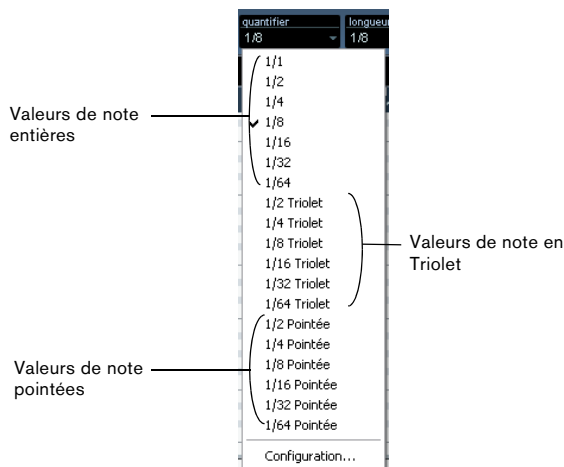 quantifier
longueu
1/8
1/8
1/1
1/2
1/4
1/8
1/16
1/32
1/64
1/2 Triolet
1/4 Triolet
1/8 Triolet
1/16 Triolet
1/32 Triolet
1/64 Triolet
1/2 Pointée
1/4 Pointée
1/8 Pointée
1/16 Pointée
1/32 Pointée
1/64 Pointée
Configuration...
Valeurs de note
entières
Valeurs de note en
Triolet
Valeurs de note
pointées